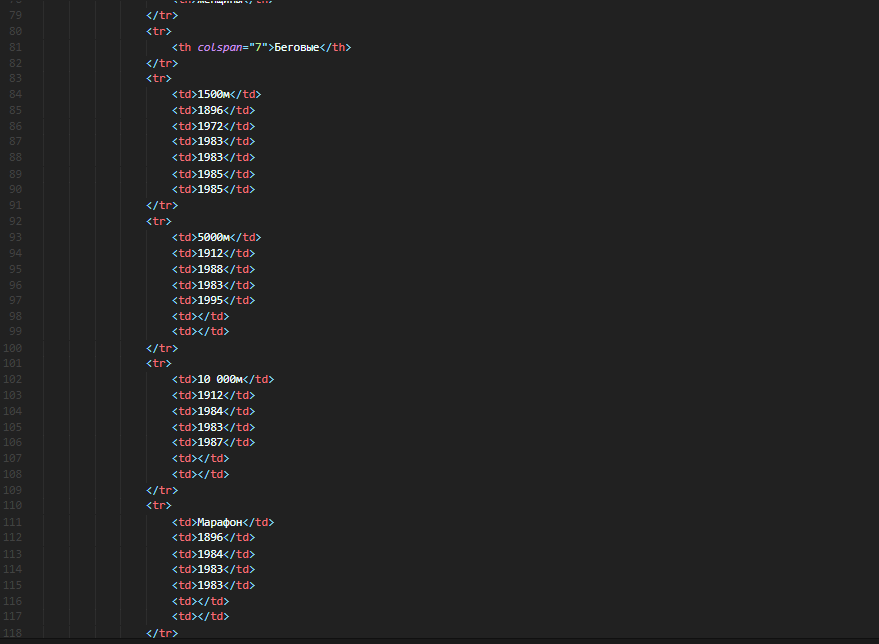 78 <th>женщины</th>
79 </tr>
80 <tr>
81 <th colspan="7">Беговые</th>
82 </tr>
83 <tr>
84 <td>1500м</td>
85 <td>1896</td>
86 <td>1972</td>
87 <td>1983</td>
88 <td>1983</td>
89 <td>1985</td>
90 <td>1985</td>
91 </tr>
92 <tr>
93 <td>5000м</td>
94 <td>1912</td>
95 <td>1988</td>
96 <td>1983</td>
97 <td>1995</td>
98 <td></td>
99 <td></td>
100 </tr>
101 <tr>
102 <td>10 000м</td>
103 <td>1912</td>
104 <td>1984</td>
105 <td>1983</td>
106 <td>1987</td>
107 <td></td>
108 <td></td>
109 </tr>
110 <tr>
111 <td>Марафон</td>
112 <td>1896</td>
113 <td>1984</td>
114 <td>1983</td>
115 <td>1983</td>
116 <td></td>
117 <td></td>
118 </tr>